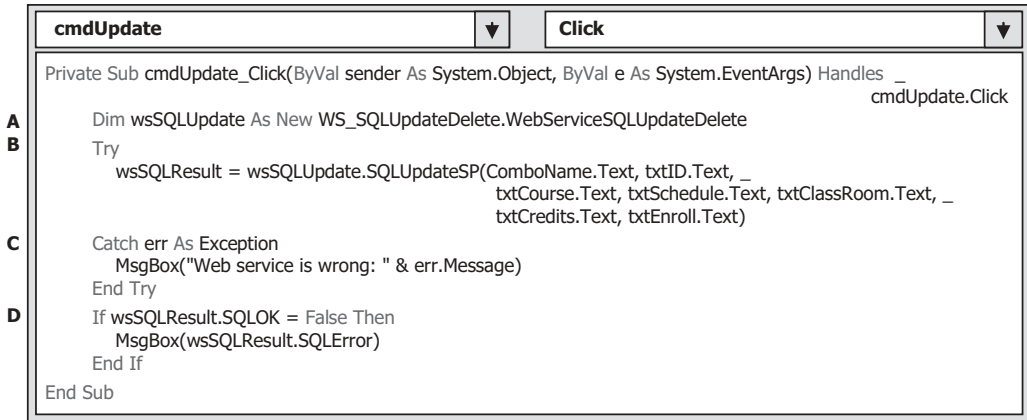 cmdUpdate Click
Private Sub cmdUpdate_Click(ByVal sender As System.Object, ByVal e As System.EventArgs) Handles _
cmdUpdate.Click
A Dim wsSQLUpdate As New WS_SQLUpdateDelete.WebServiceSQLUpdateDelete
B Try
wsSQLResult = wsSQLUpdate.SQLUpdateSP(ComboName.Text, txtID.Text, _
txtCourse.Text, txtSchedule.Text, txtClassRoom.Text, _
txtCredits.Text, txtEnroll.Text)
C Catch err As Exception
MsgBox("Web service is wrong: " & err.Message)
End Try
D If wsSQLResult.SQLOK = False Then
MsgBox(wsSQLResult.SQLError)
End If
End Sub